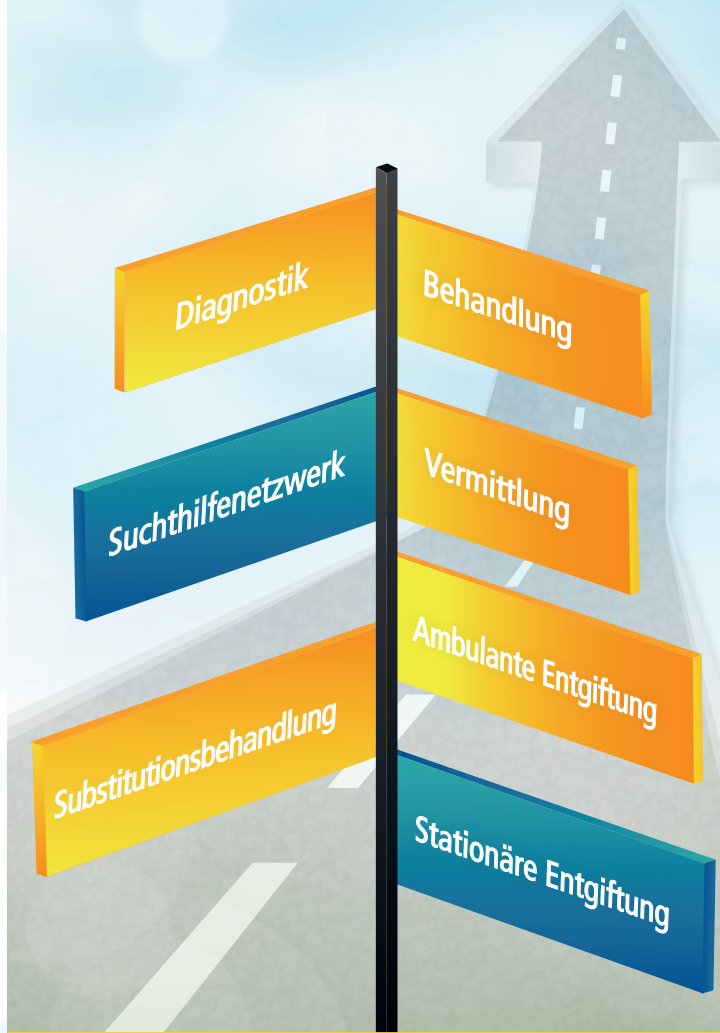 Diagnostik
Behandlung
Suchthilfenetzwerk
Vermittlung
Ambulante Entgiftung
Substitutionsbehandlung
Stationäre Entgiftung